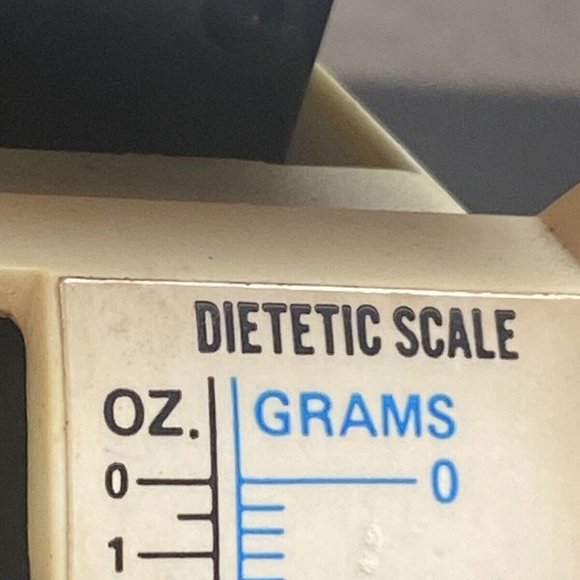 DIETETIC SCALE
OZ. GRAMS
0 0
1